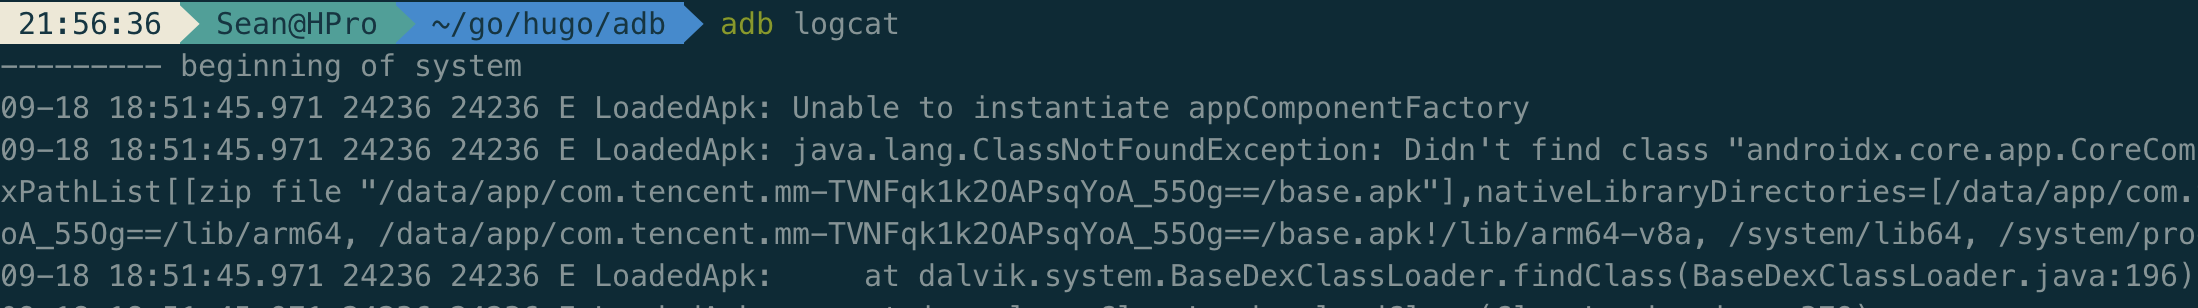 21:56:36 Sean@HPro ~/go/hugo/adb adb logcat
--------- beginning of system
09-18 18:51:45.971 24236 24236 E LoadedApk: Unable to instantiate appComponentFactory
09-18 18:51:45.971 24236 24236 E LoadedApk: java.lang.ClassNotFoundException: Didn't find class "androidx.core.app.CoreCom
xPathList[[zip file "/data/app/com.tencent.mm-TVNFqk1k2OAPsqYoA_55Og==/base.apk"],nativeLibraryDirectories=[/data/app/com.
oA_55Og==/lib/arm64, /data/app/com.tencent.mm-TVNFqk1k2OAPsqYoA_55Og==/base.apk!/lib/arm64-v8a, /system/lib64, /system/pro
09-18 18:51:45.971 24236 24236 E LoadedApk:     at dalvik.system.BaseDexClassLoader.findClass(BaseDexClassLoader.java:196)